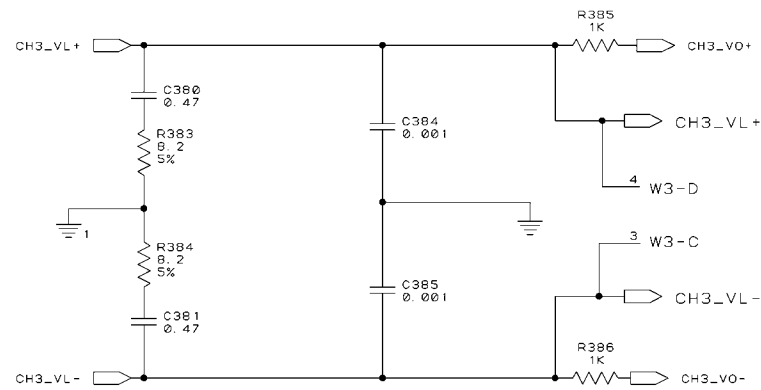 R385
1K
CH3_VL+
CH3_VO+
C380
0.47
C384
0.001
CH3_VL+
R383
8.2
5%
4 W3-D
1
3 W3-C
R384
8.2
5%
C385
0.001
CH3_VL-
C381
0.47
R386
1K
CH3_VL-
CH3_VO-